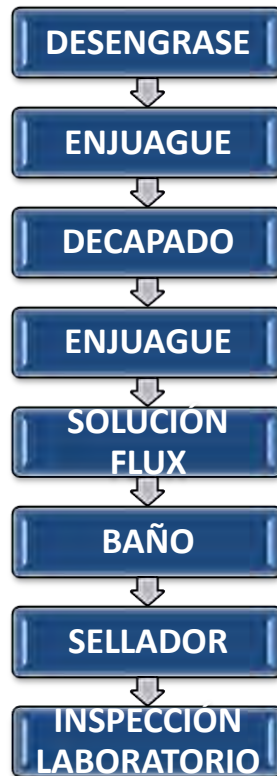 DESENGRASE
ENJUAGUE
DECAPADO
ENJUAGUE
SOLUCIÓN
FLUX
BAÑO
SELLADOR
INSPECCIÓN
LABORATORIO